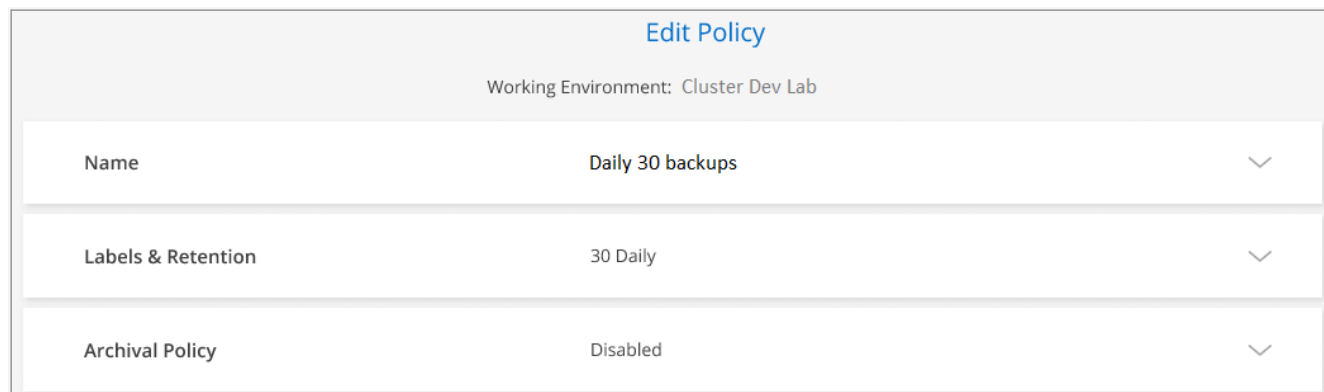 Edit Policy
Working Environment: Cluster Dev Lab
Name Daily 30 backups
Labels & Retention 30 Daily
Archival Policy Disabled